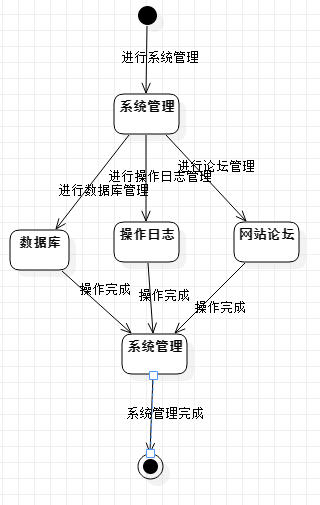 进行系统管理
系统管理
进行论坛管理
进行操作日志管理
进行数据库管理
数据库
操作日志
网站论坛
操作完成
操作完成
操作完成
系统管理
系统管理完成